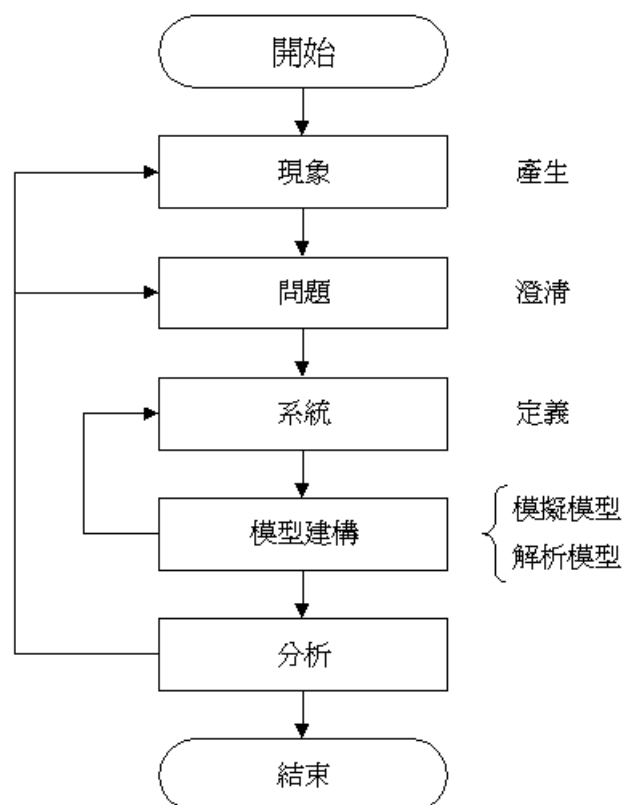 開始
現象
產生
問題
澄清
系統
定義
模型建構
模擬模型
解析模型
分析
結束